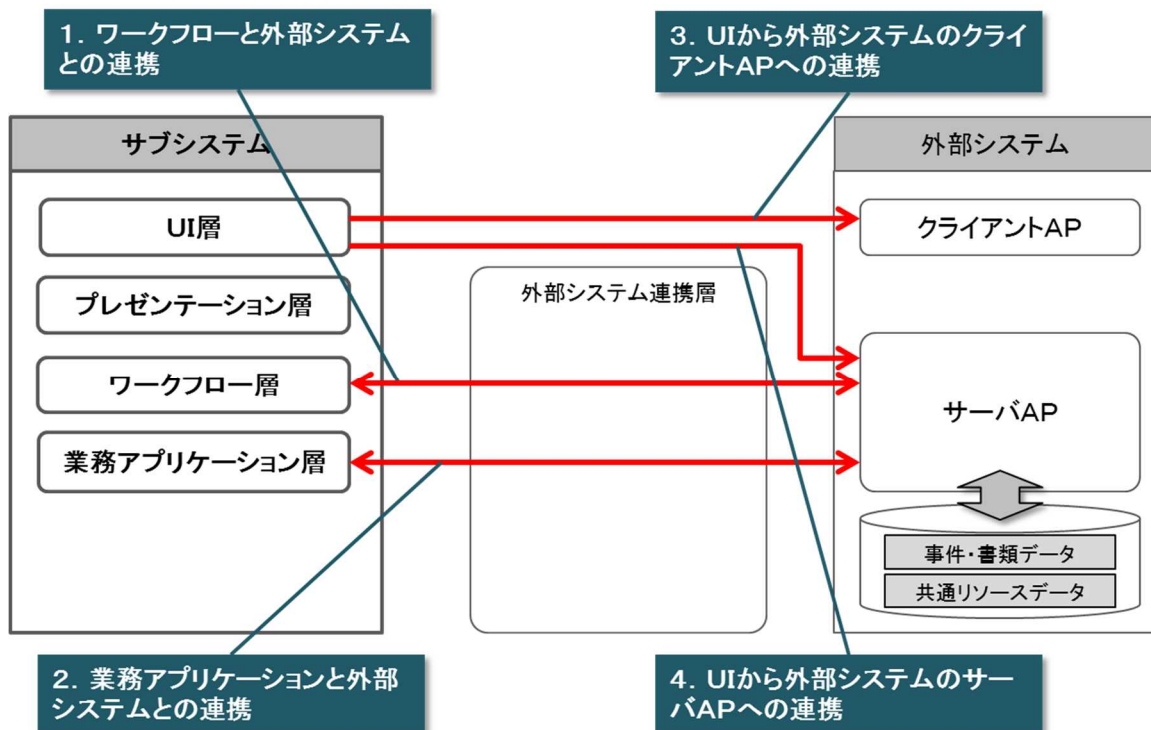 1. ワークフローと外部システム
との連携
3. UIから外部システムのクライ
アントAPへの連携
サブシステム
外部システム
UI層
クライアントAP
プレゼンテーション層
外部システム連携層
ワークフロー層
サーバAP
業務アプリケーション層
事件・書類データ
共通リソースデータ
2. 業務アプリケーションと外部
システムとの連携
4. UIから外部システムのサー
バAPへの連携